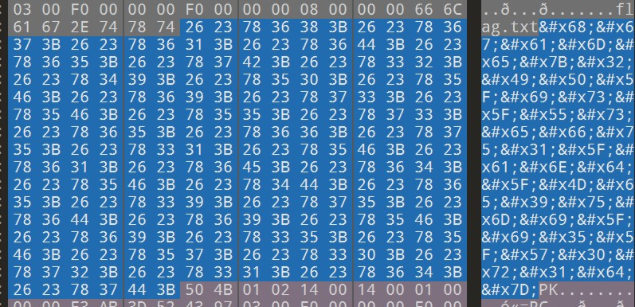 03 00 F0 00 00 00 F0 00 00 00 08 00 00 00 66 6C ..ð...ð.......fl
61 67 2E 74 78 74 26 23 78 36 38 3B 26 23 78 36 ag.txt&#x68;&#x6
37 3B 26 23 78 36 31 3B 26 23 78 36 44 3B 26 23 7;&#x61;&#x6D;&#
78 36 35 3B 26 23 78 37 42 3B 26 23 78 33 32 3B x65;&#x7B;&#x32;
26 23 78 34 39 3B 26 23 78 35 30 3B 26 23 78 35 &#x49;&#x50;&#x5
46 3B 26 23 78 36 39 3B 26 23 78 37 33 3B 26 23 F;&#x69;&#x73;&#
78 35 46 3B 26 23 78 35 35 3B 26 23 78 37 33 3B x5F;&#x55;&#x73;
26 23 78 36 35 3B 26 23 78 36 36 3B 26 23 78 37 &#x65;&#x66;&#x7
35 3B 26 23 78 33 31 3B 26 23 78 35 46 3B 26 23 5;&#x31;&#x5F;&#
78 36 31 3B 26 23 78 36 45 3B 26 23 78 36 34 3B x61;&#x6E;&#x64;
26 23 78 35 46 3B 26 23 78 34 44 3B 26 23 78 36 &#x5F;&#x4D;&#x6
35 3B 26 23 78 33 39 3B 26 23 78 37 35 3B 26 23 5;&#x39;&#x75;&#
78 36 44 3B 26 23 78 36 39 3B 26 23 78 35 46 3B x6D;&#x69;&#x5F;
26 23 78 36 39 3B 26 23 78 33 35 3B 26 23 78 35 &#x69;&#x35;&#x5
46 3B 26 23 78 35 37 3B 26 23 78 33 30 3B 26 23 F;&#x57;&#x30;&#
78 37 32 3B 26 23 78 33 31 3B 26 23 78 36 34 3B x72;&#x31;&#x64;
26 23 78 37 44 3B 50 4B 01 02 14 00 14 00 01 00 &#x7D;PK........